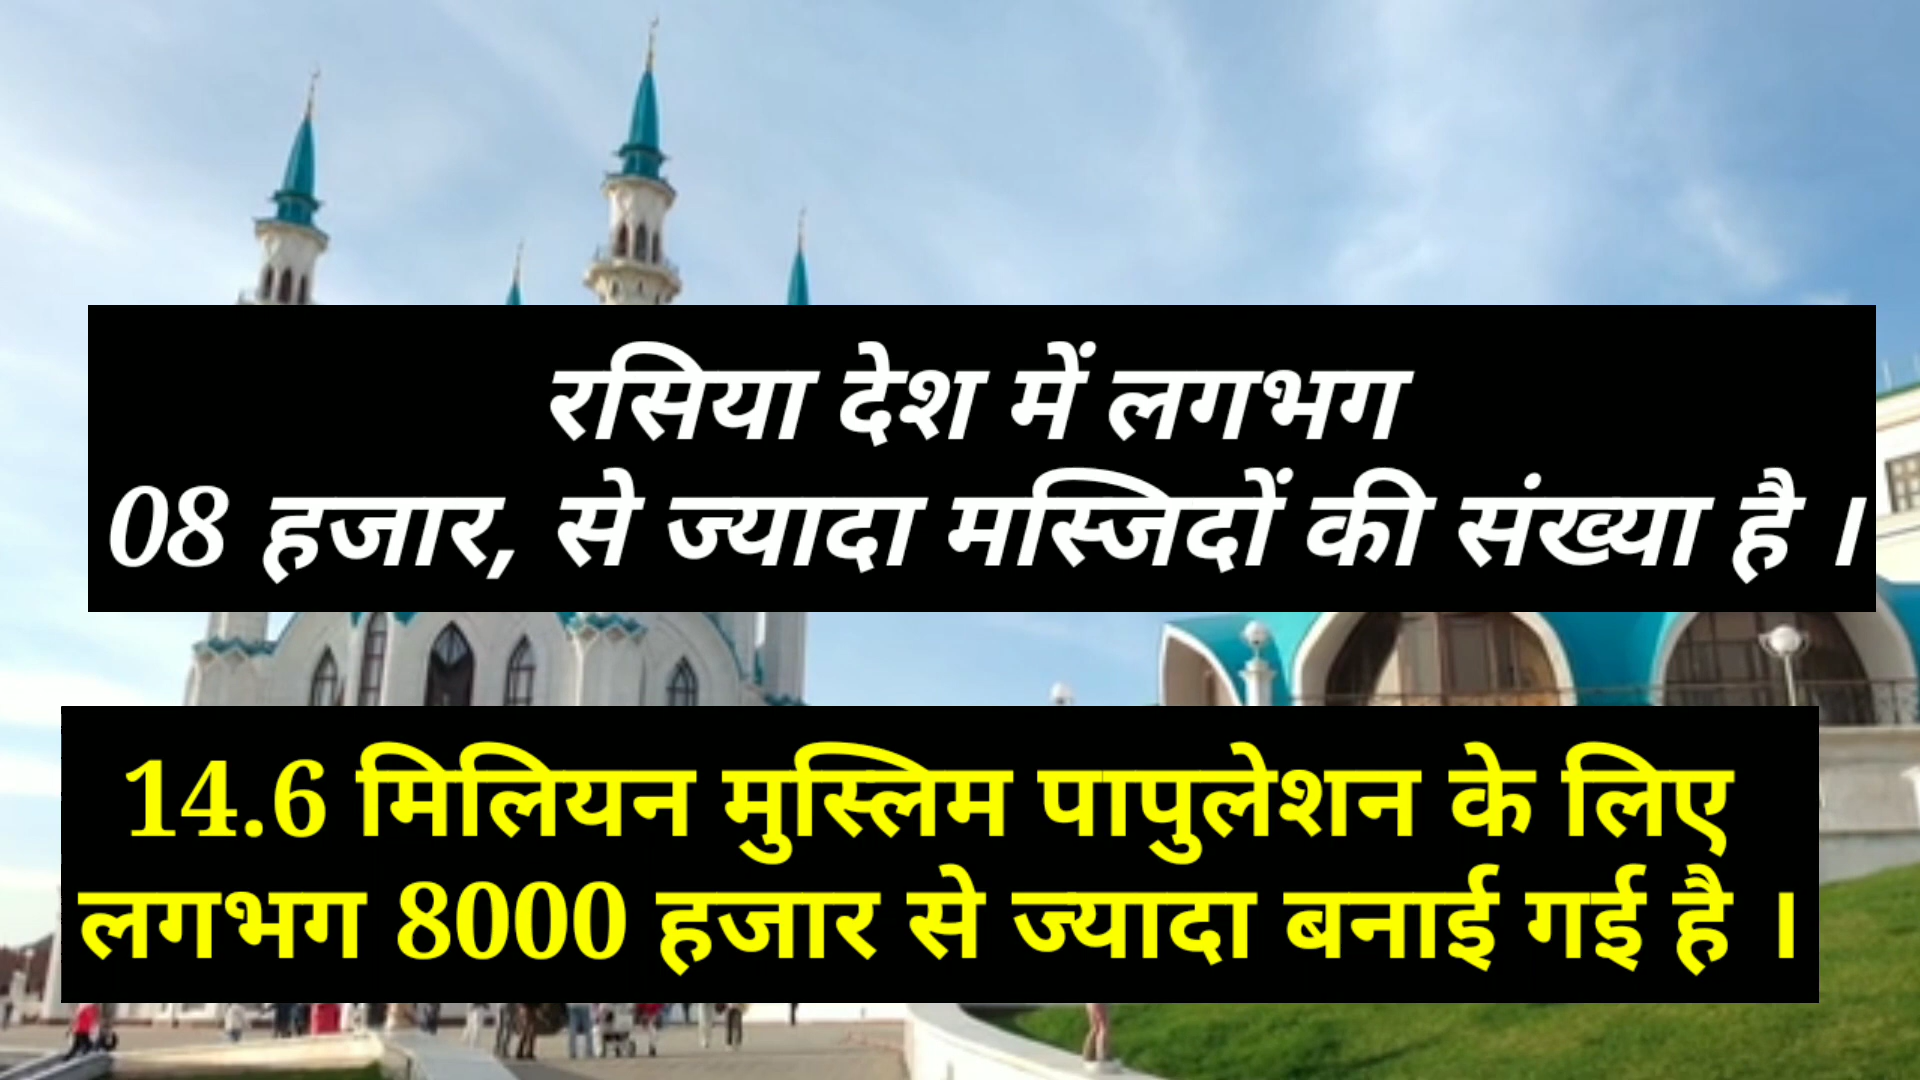 रसिया देश में लगभग
08 हजार, से ज्यादा मस्जिदों की संख्या है ।
14.6 मिलियन मुस्लिम पापुलेशन के लिए
लगभग 8000 हजार से ज्यादा बनाई गई है ।